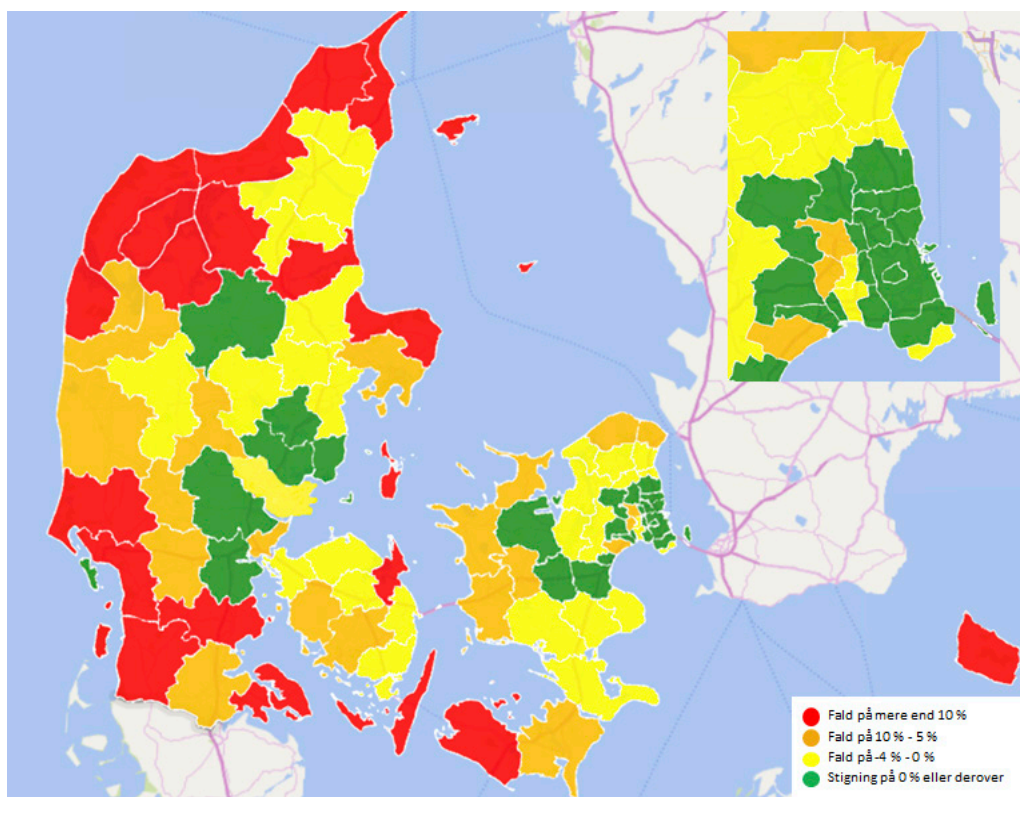 Fald på mere end 10 %
Fald på 10 % - 5 %
Fald på -4 % - 0 %
Stigning på 0 % eller derover